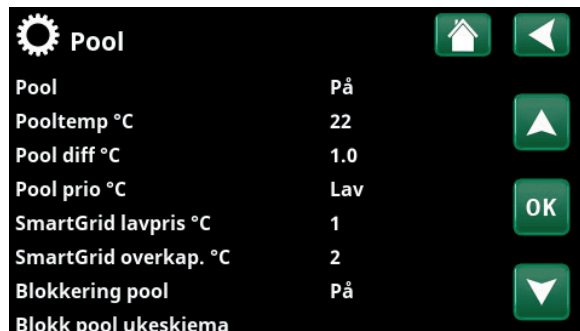 Pool
Pool På
Pooltemp °C 22
Pool diff °C 1.0
Pool prio °C Lav
OK
SmartGrid lavpris °C 1
SmartGrid overkap. °C 2
Blokkering pool På
Blokk pool ukeskjema